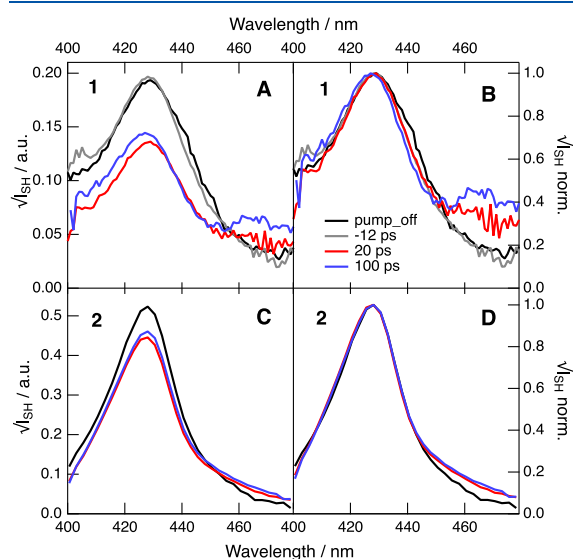 Wavelength / nm
400 420 440 460 400 420 440 460
0.20 1 A 1 B 1.0
0.15 0.8
0.10 0.6
0.05 0.4
0.00 0.2
√I_SH / a.u.
√I_SH norm.
pump_off
-12 ps
20 ps
100 ps
0.5 2 C 2 D 1.0
0.4 0.8
0.3 0.6
0.2 0.4
0.1 0.2
0.0 0.0
√I_SH / a.u.
√I_SH norm.
400 420 440 460 400 420 440 460
Wavelength / nm